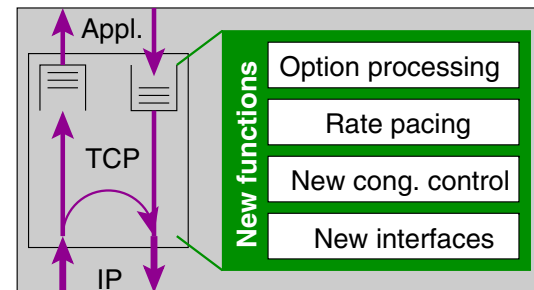 Appl.
TCP
IP
New functions
Option processing
Rate pacing
New cong. control
New interfaces